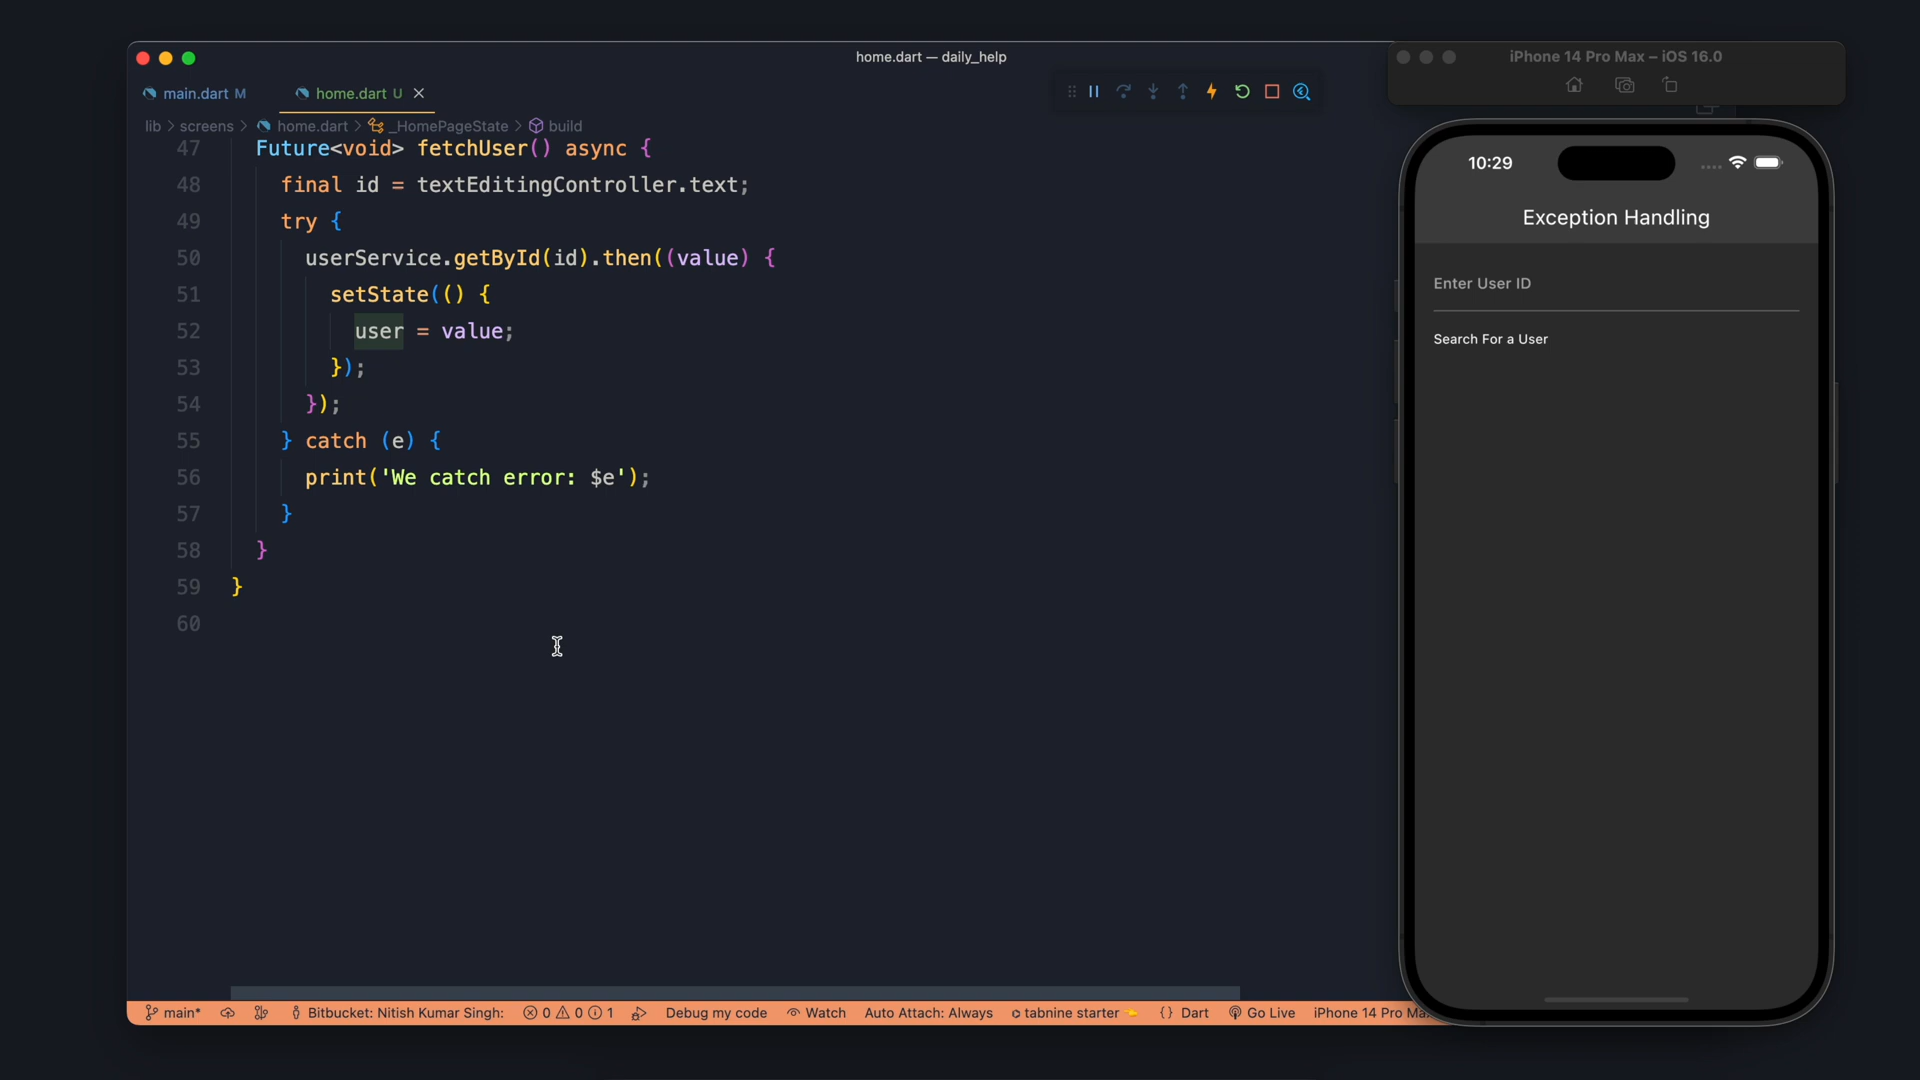 home.dart — daily_help
main.dart M
home.dart U
lib > screens > home.dart > _HomePageState > build
47 Future<void> fetchUser() async {
48 final id = textEditingController.text;
49 try {
50 userService.getById(id).then((value) {
51 setState(() {
52 user = value;
53 });
54 });
55 } catch (e) {
56 print('We catch error: $e');
57 }
58 }
59 }
60
main* Bitbucket: Nitish Kumar Singh: 0 0 1 Debug my code Watch Auto Attach: Always tabnine starter {} Dart Go Live iPhone 14 Pro Ma
iPhone 14 Pro Max – iOS 16.0
10:29
Exception Handling
Enter User ID
Search For a User